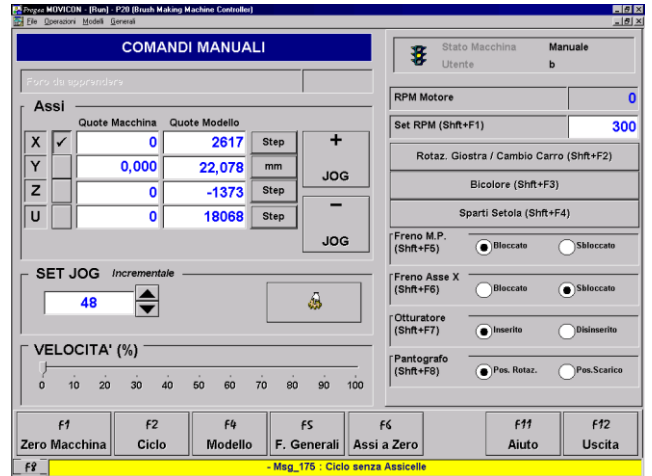 Progea MOVICON - [Run] - P20 (Brush Making Machine Controller)
File Operazioni Modelli Generali
COMANDI MANUALI
Foro da apprendere
Assi
Quote Macchina Quote Modello
X 0 2617 Step
Y 0,000 22,078 mm
Z 0 -1373 Step
U 0 18068 Step
+
JOG
–
JOG
SET JOG Incrementale
48
VELOCITA' (%)
0 10 20 30 40 50 60 70 80 90 100
Stato Macchina Manuale
Utente b
RPM Motore 0
Set RPM (Shft+F1) 300
Rotaz. Giostra / Cambio Carro (Shft+F2)
Bicolore (Shft+F3)
Sparti Setola (Shft+F4)
Freno M.P.
(Shft+F5) Bloccato Sbloccato
Freno Asse X
(Shft+F6) Bloccato Sbloccato
Otturatore
(Shft+F7) Inserito Disinserito
Pantografo
(Shft+F8) Pos. Rotaz. Pos.Scarico
F1 F2 F4 F5 F6 F11 F12
Zero Macchina Ciclo Modello F. Generali Assi a Zero Aiuto Uscita
F8 - Msg_175 : Ciclo senza Assicelle